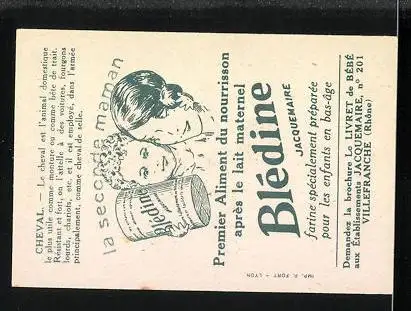 CHEVAL. — Le cheval est l'animal domestique
le plus utile comme monture ou comme bête de trait.
Résistant et fort, on l'attelle à des voitures, fourgons
lourds, chariots, etc. et il est employé, dans l'armée
principalement, comme cheval de selle.
la seconde maman
Blédine
Premier Aliment du nourrisson
après le lait maternel
Blédine
JACQUEMAIRE
farine spécialement préparée
pour les enfants en bas-âge
Demandez la brochure Le LIVRET de BÉBÉ
aux Établissements JACQUEMAIRE, n° 201
VILLEFRANCHE (Rhône)
IMP. P. FORT - LYON